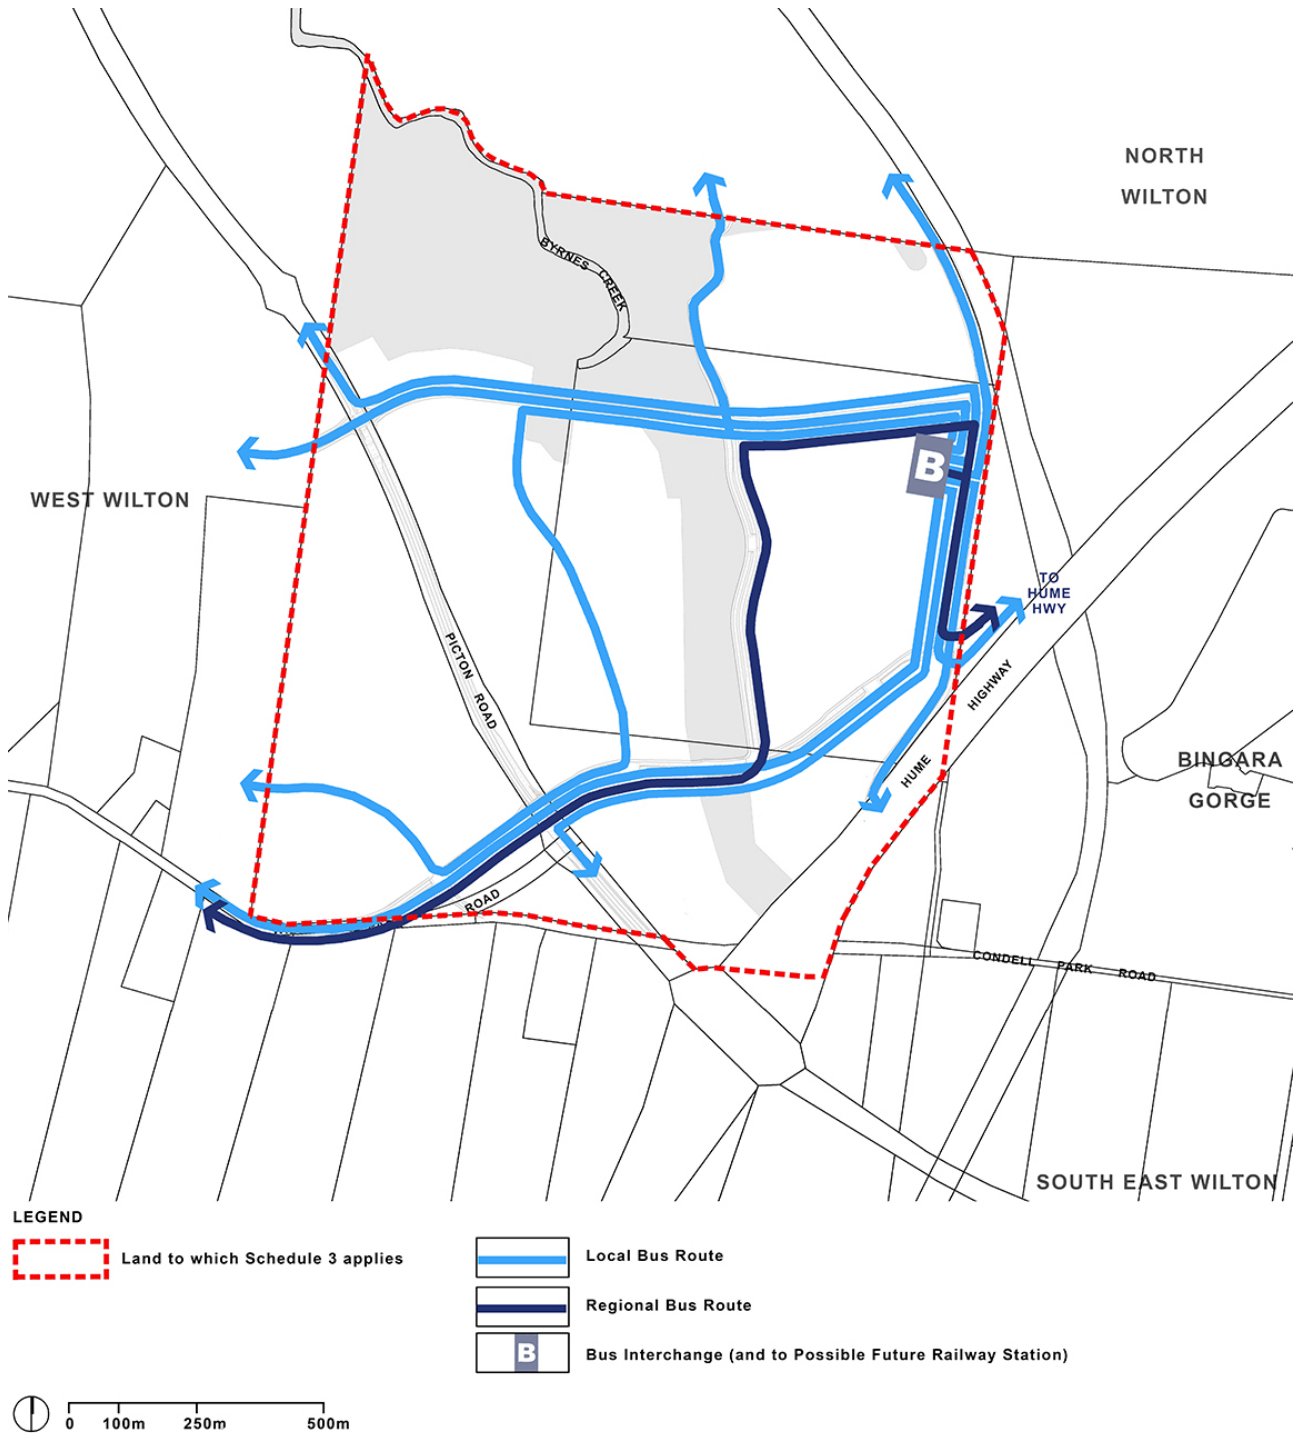 NORTH
WILTON
BYRNES CREEK
WEST WILTON
B
TO
HUME
HWY
PICTON ROAD
HUME HIGHWAY
BINGARA
GORGE
ROAD
CONDELL PARK ROAD
SOUTH EAST WILTON
LEGEND
Land to which Schedule 3 applies
Local Bus Route
Regional Bus Route
B
Bus Interchange (and to Possible Future Railway Station)
0 100m 250m 500m